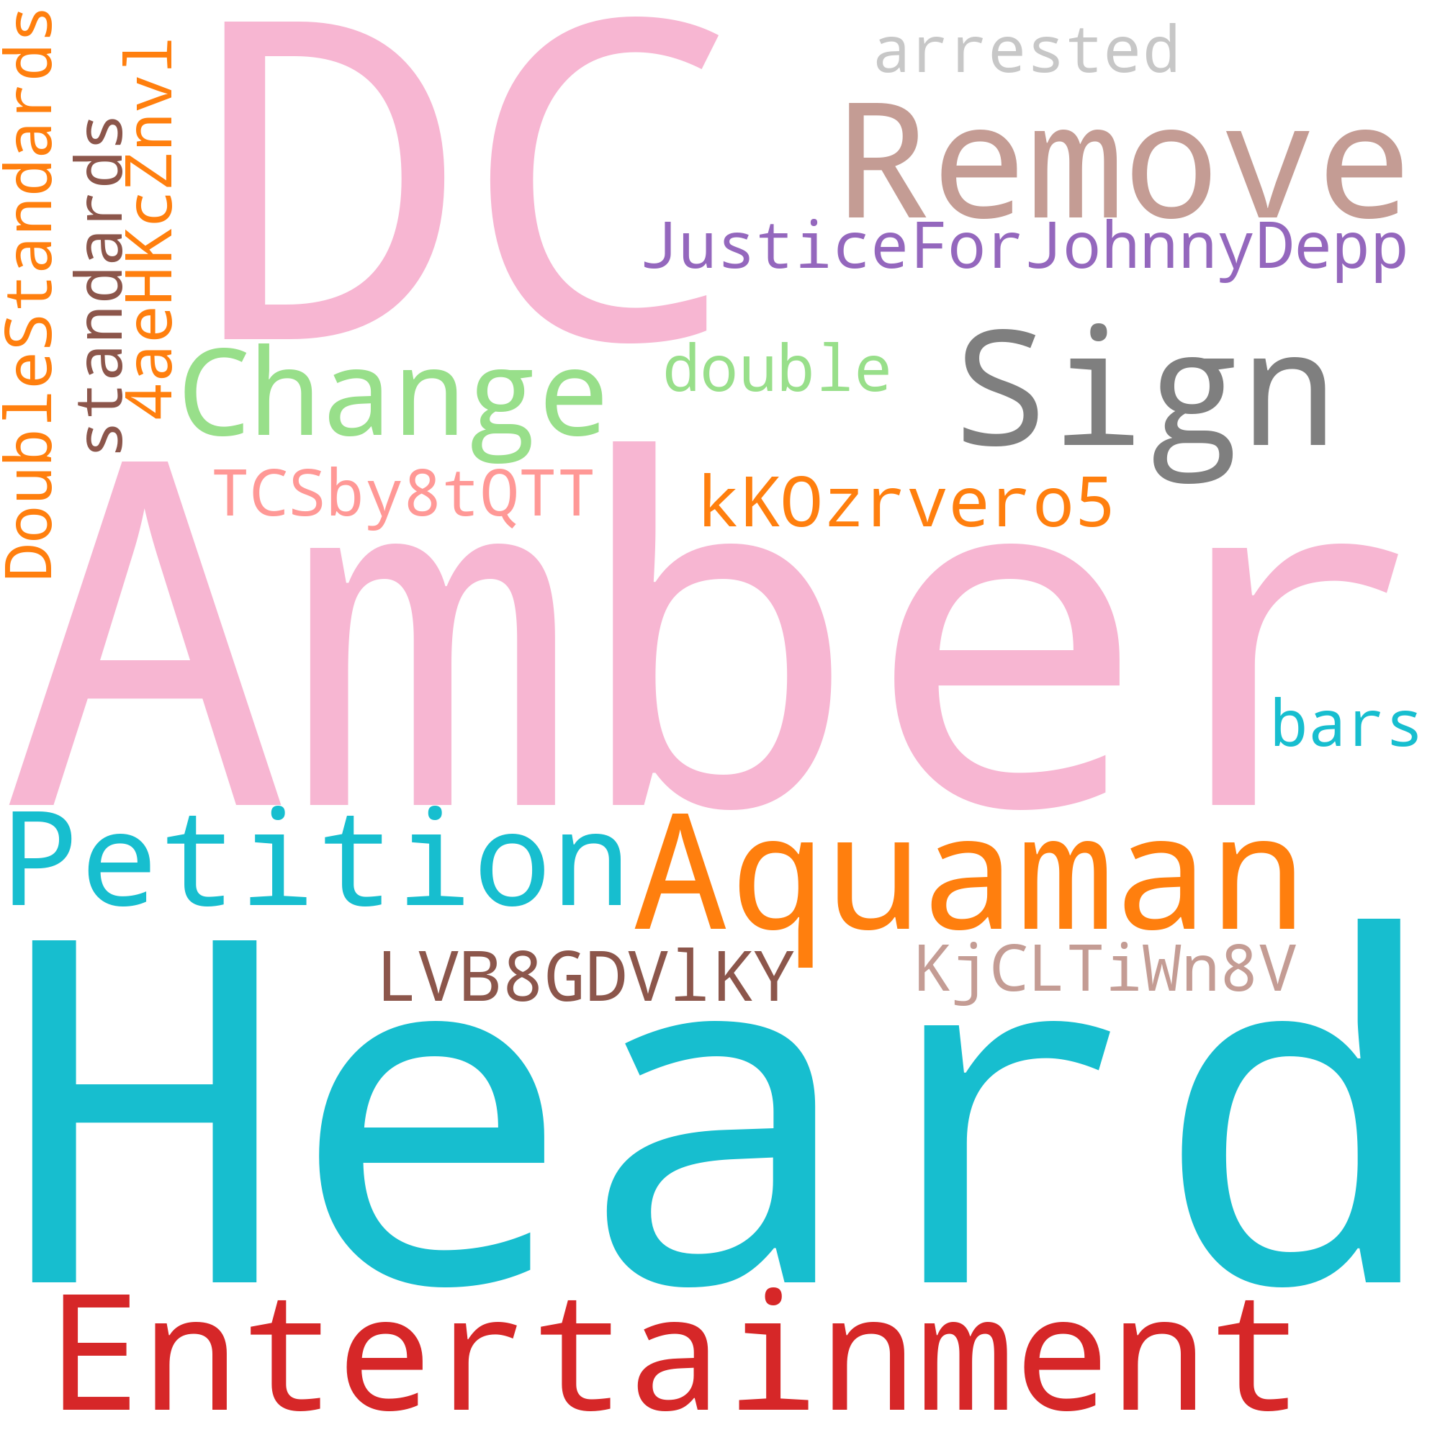 DC
arrested
Remove
JusticeForJohnnyDepp
DoubleStandards
standards
4aeHKcZnvl
Change
double
Sign
TCSby8tQTT
kKOzrvero5
Amber
bars
Petition
Aquaman
LVB8GDVlKY
KjCLTiWn8V
Heard
Entertainment